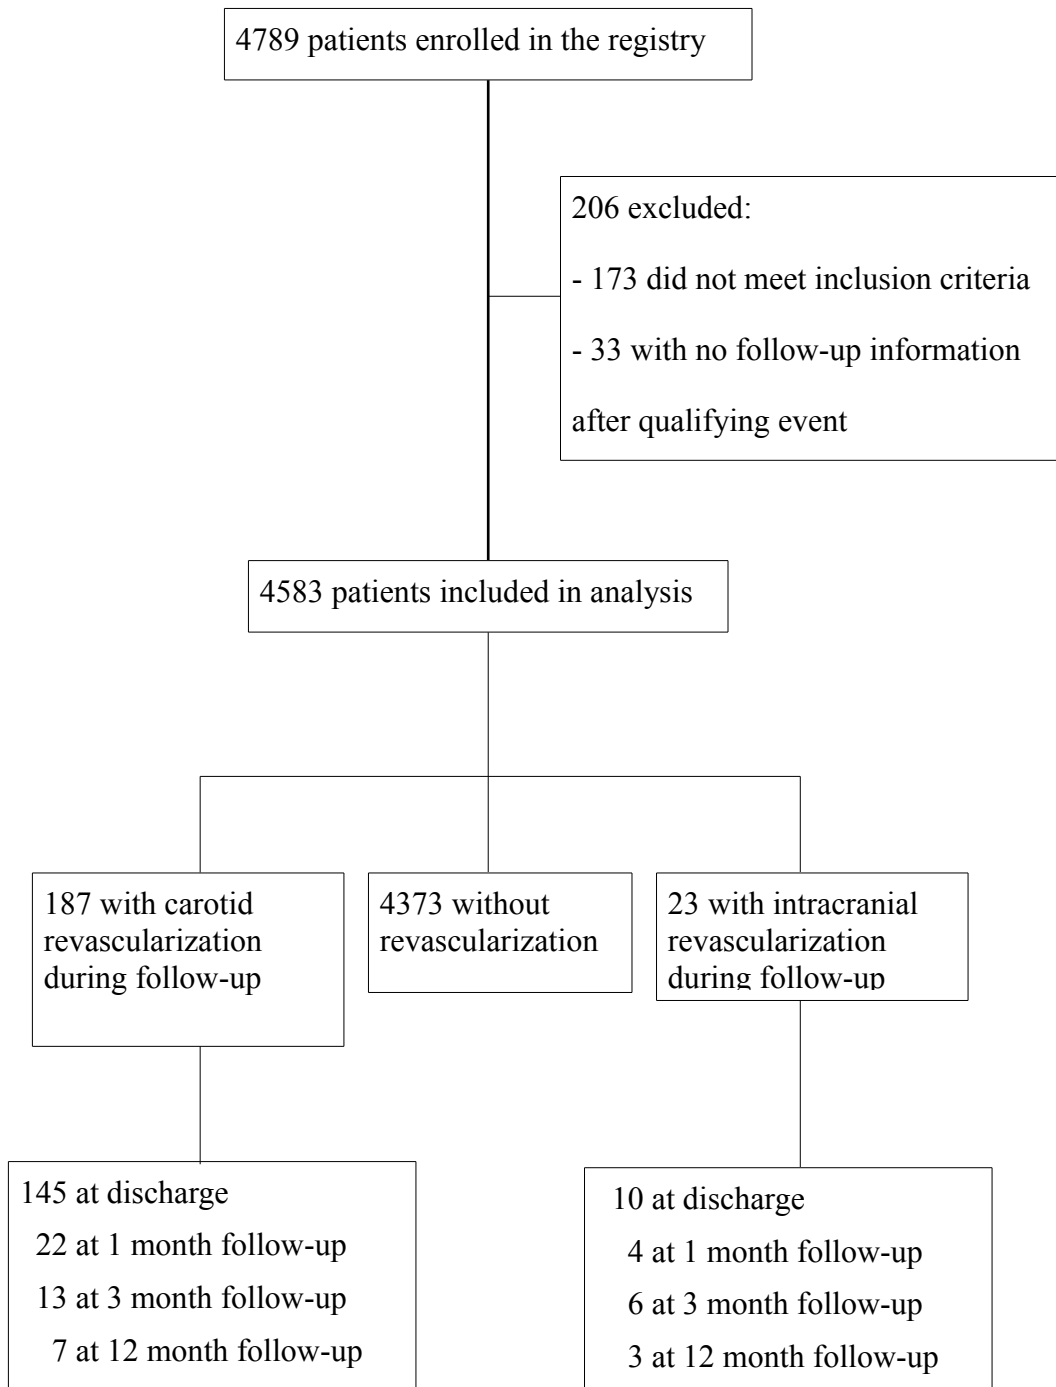 4789 patients enrolled in the registry
206 excluded:
- 173 did not meet inclusion criteria
- 33 with no follow-up information
after qualifying event
4583 patients included in analysis
187 with carotid
revascularization
during follow-up
4373 without
revascularization
23 with intracranial
revascularization
during follow-up
145 at discharge
22 at 1 month follow-up
13 at 3 month follow-up
7 at 12 month follow-up
10 at discharge
4 at 1 month follow-up
6 at 3 month follow-up
3 at 12 month follow-up